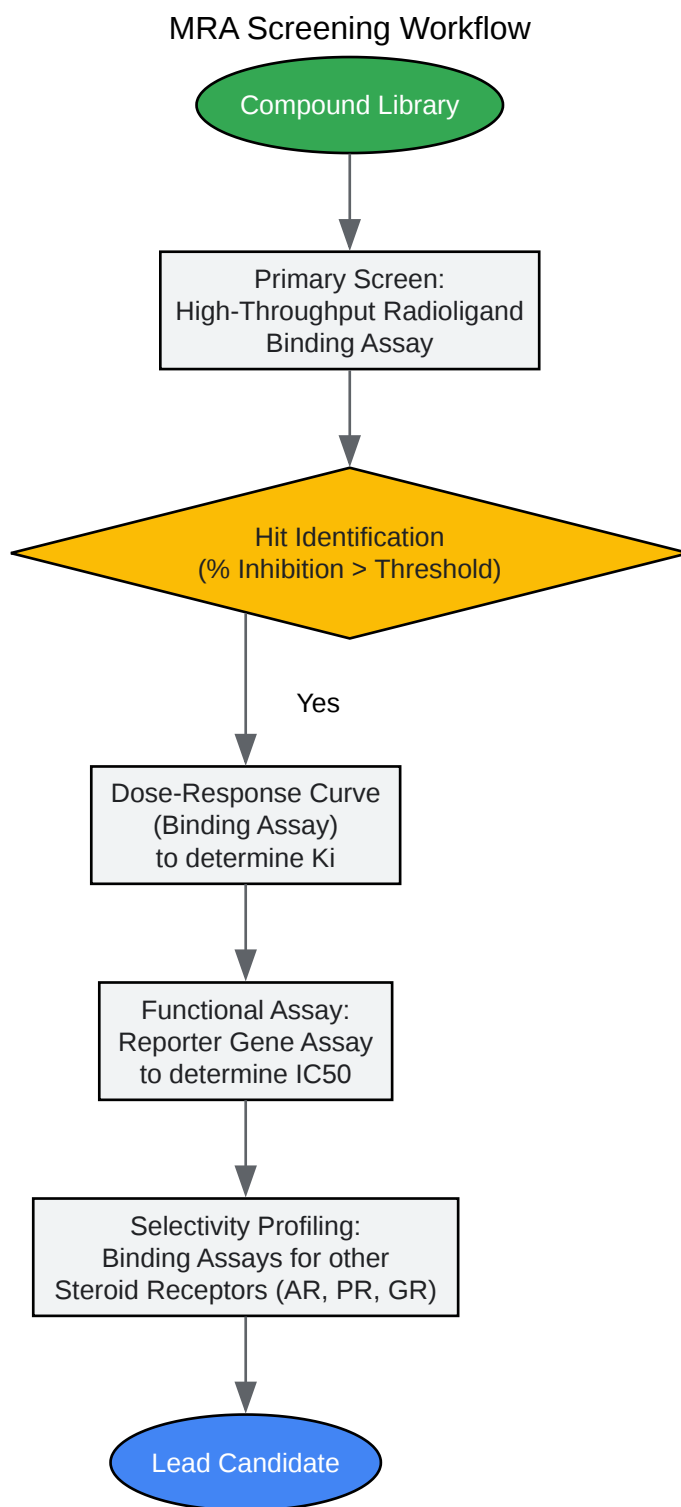 MRA Screening Workflow
Compound Library
Primary Screen:
High-Throughput Radioligand
Binding Assay
Hit Identification
(% Inhibition > Threshold)
Yes
Dose-Response Curve
(Binding Assay)
to determine Ki
Functional Assay:
Reporter Gene Assay
to determine IC50
Selectivity Profiling:
Binding Assays for other
Steroid Receptors (AR, PR, GR)
Lead Candidate